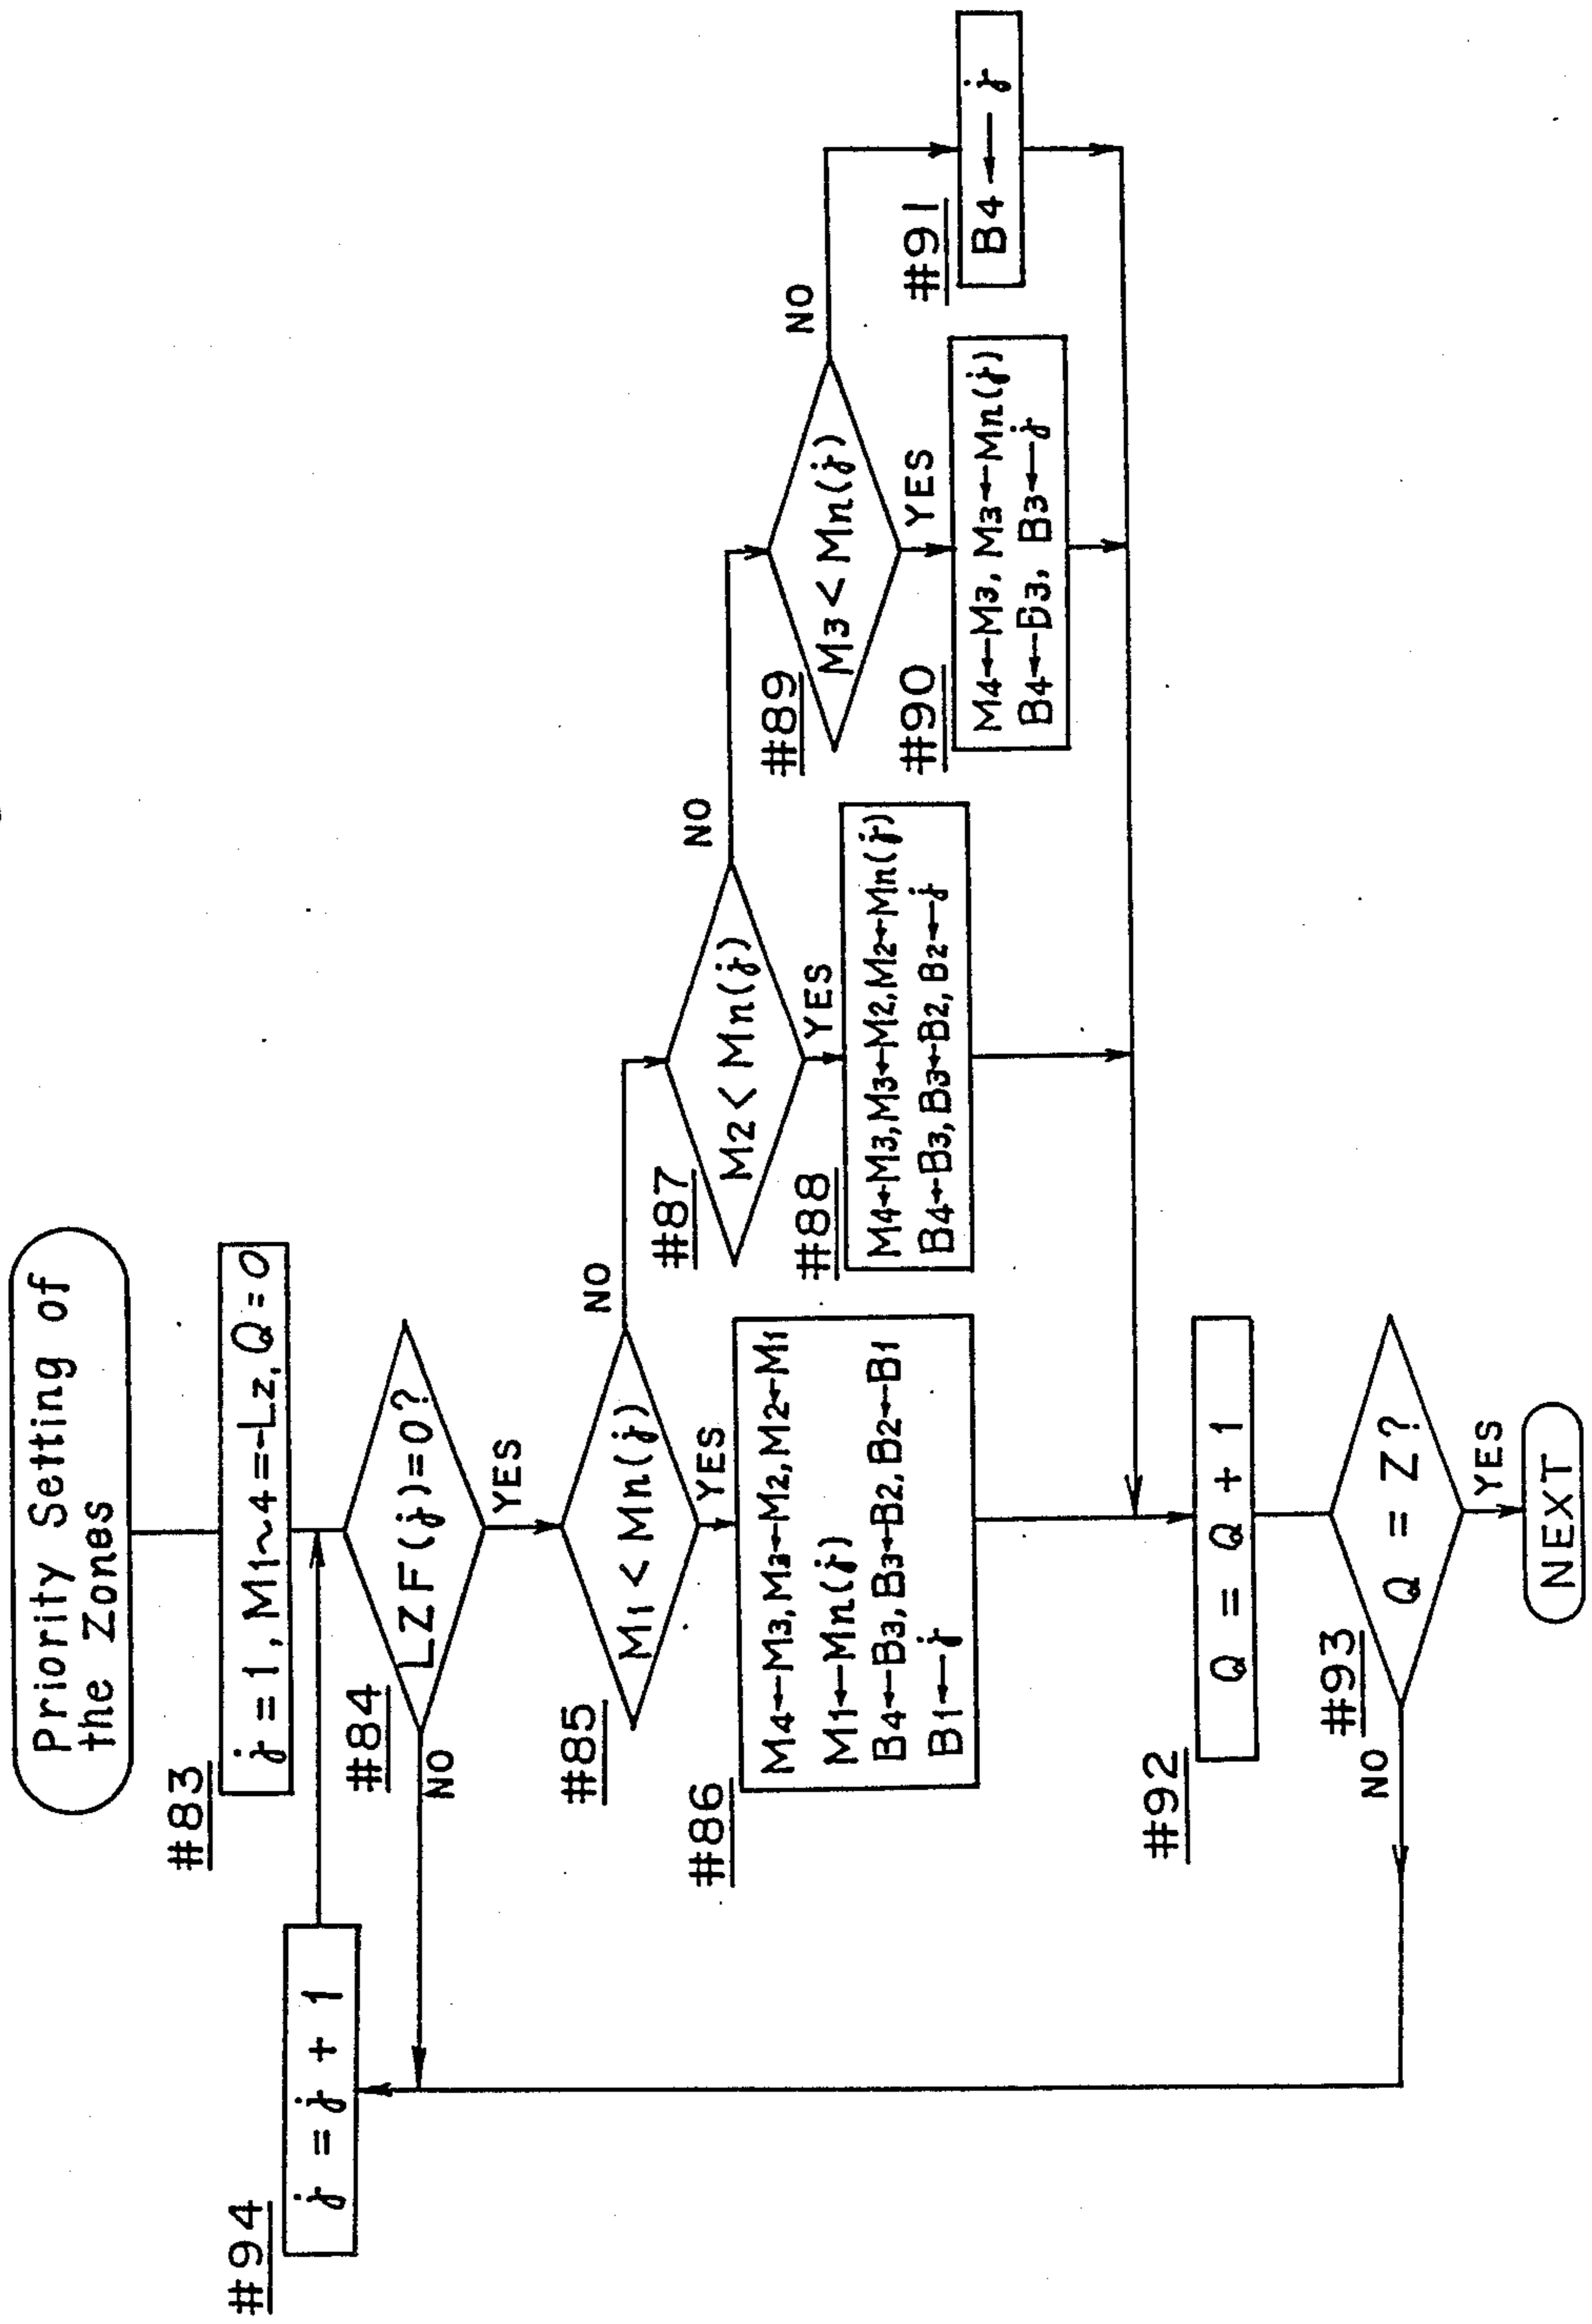 Priority Setting of
the Zones
#83
j = 1, M1~4 = -Lz, Q = 0
#94
j = j + 1
#84
LZF(j)=0?
NO
YES
#85
M1 < Mn(j)
NO
YES
#86
M4←M3, M3←M2, M2←M1
M1←Mn(j)
B4←B3, B3←B2, B2←B1
B1←j
#87
M2 < Mn(j)
NO
YES
#88
M4←M3, M3←M2, M2←Mn(j)
B4←B3, B3←B2, B2←j
#89
M3 < Mn(j)
NO
YES
#90
M4←M3, M3←Mn(j)
B4←B3, B3←j
#91
B4 ← j
#92
Q = Q + 1
#93
Q = Z?
NO
YES
NEXT